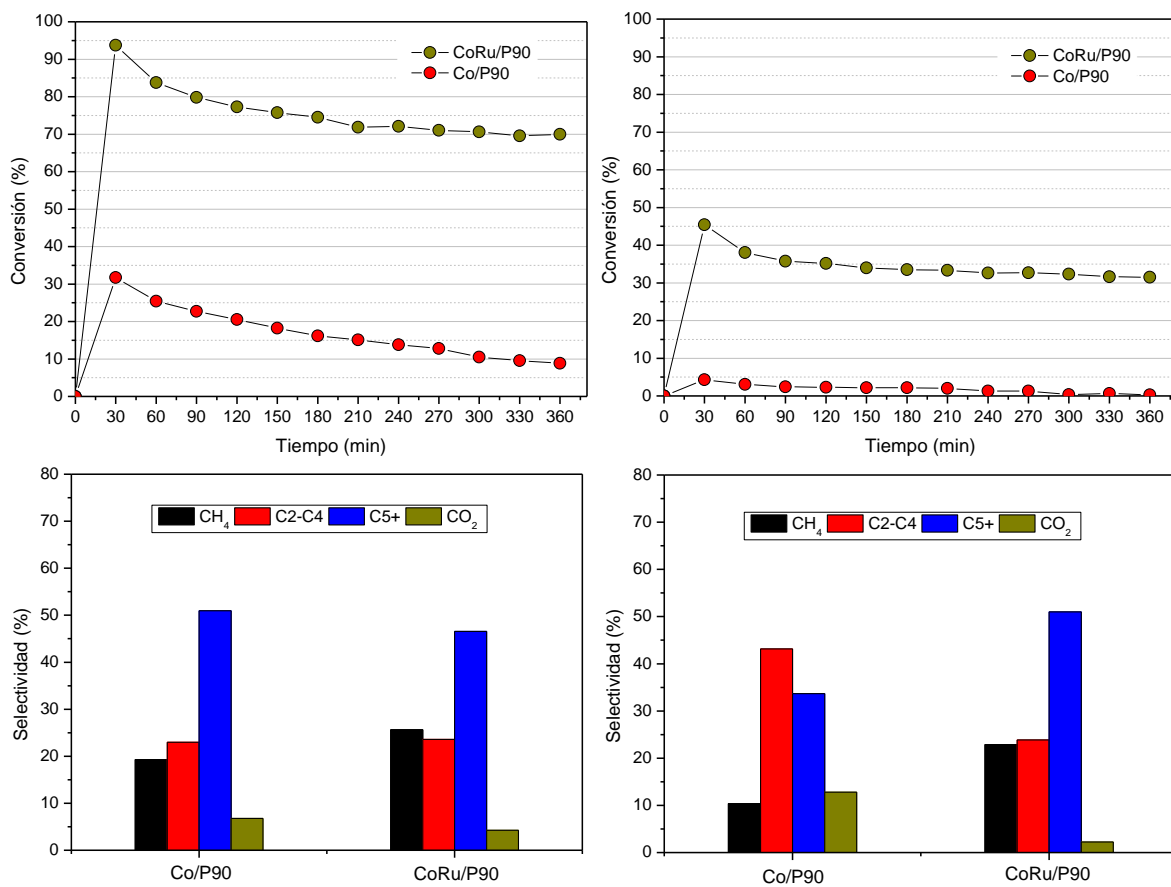 100
90
80
70
60
50
40
30
20
10
0
Conversión (%)
CoRu/P90
Co/P90
0 30 60 90 120 150 180 210 240 270 300 330 360
Tiempo (min)
100
90
80
70
60
50
40
30
20
10
0
Conversión (%)
CoRu/P90
Co/P90
0 30 60 90 120 150 180 210 240 270 300 330 360
Tiempo (min)
80
70
60
50
40
30
20
10
0
Selectividad (%)
CH₄ C2-C4 C5+ CO₂
Co/P90 CoRu/P90
80
70
60
50
40
30
20
10
0
Selectividad (%)
CH₄ C2-C4 C5+ CO₂
Co/P90 CoRu/P90